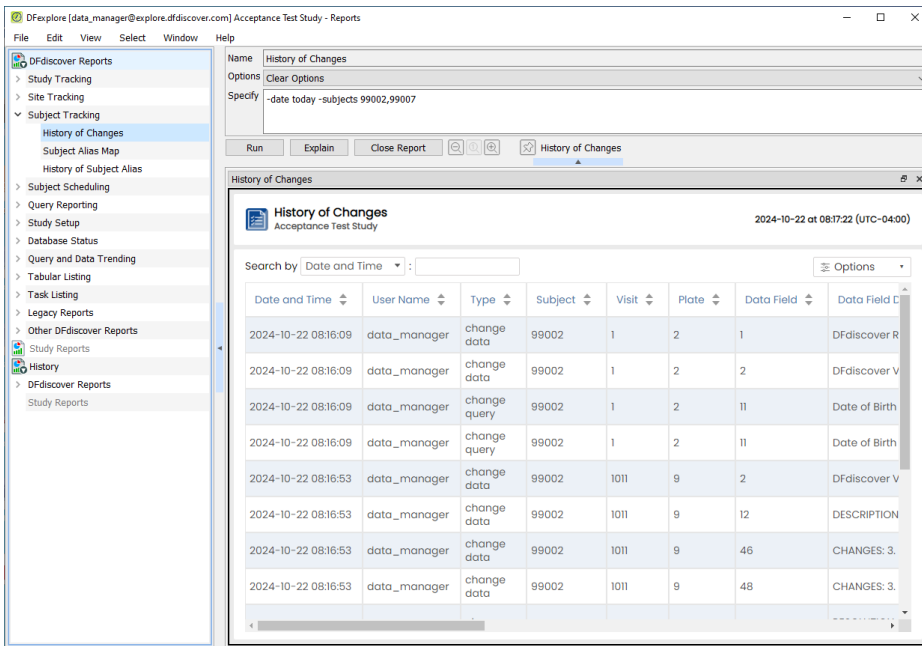 DFexplore [data_manager@explore.dfdiscover.com] Acceptance Test Study - Reports
File Edit View Select Window Help
DFdiscover Reports
Study Tracking
Site Tracking
Subject Tracking
History of Changes
Subject Alias Map
History of Subject Alias
Subject Scheduling
Query Reporting
Study Setup
Database Status
Query and Data Trending
Tabular Listing
Task Listing
Legacy Reports
Other DFdiscover Reports
Study Reports
History
DFdiscover Reports
Study Reports
Name History of Changes
Options Clear Options
Specify -date today -subjects 99002,99007
Run Explain Close Report History of Changes
History of Changes
History of Changes
Acceptance Test Study
2024-10-22 at 08:17:22 (UTC-04:00)
Search by Date and Time : Options
Date and Time User Name Type Subject Visit Plate Data Field Data Field D
2024-10-22 08:16:09 data_manager change data 99002 1 2 1 DFdiscover R
2024-10-22 08:16:09 data_manager change data 99002 1 2 2 DFdiscover V
2024-10-22 08:16:09 data_manager change query 99002 1 2 11 Date of Birth
2024-10-22 08:16:09 data_manager change query 99002 1 2 11 Date of Birth
2024-10-22 08:16:53 data_manager change data 99002 1011 9 2 DFdiscover V
2024-10-22 08:16:53 data_manager change data 99002 1011 9 12 DESCRIPTION
2024-10-22 08:16:53 data_manager change data 99002 1011 9 46 CHANGES: 3.
2024-10-22 08:16:53 data_manager change data 99002 1011 9 48 CHANGES: 3.